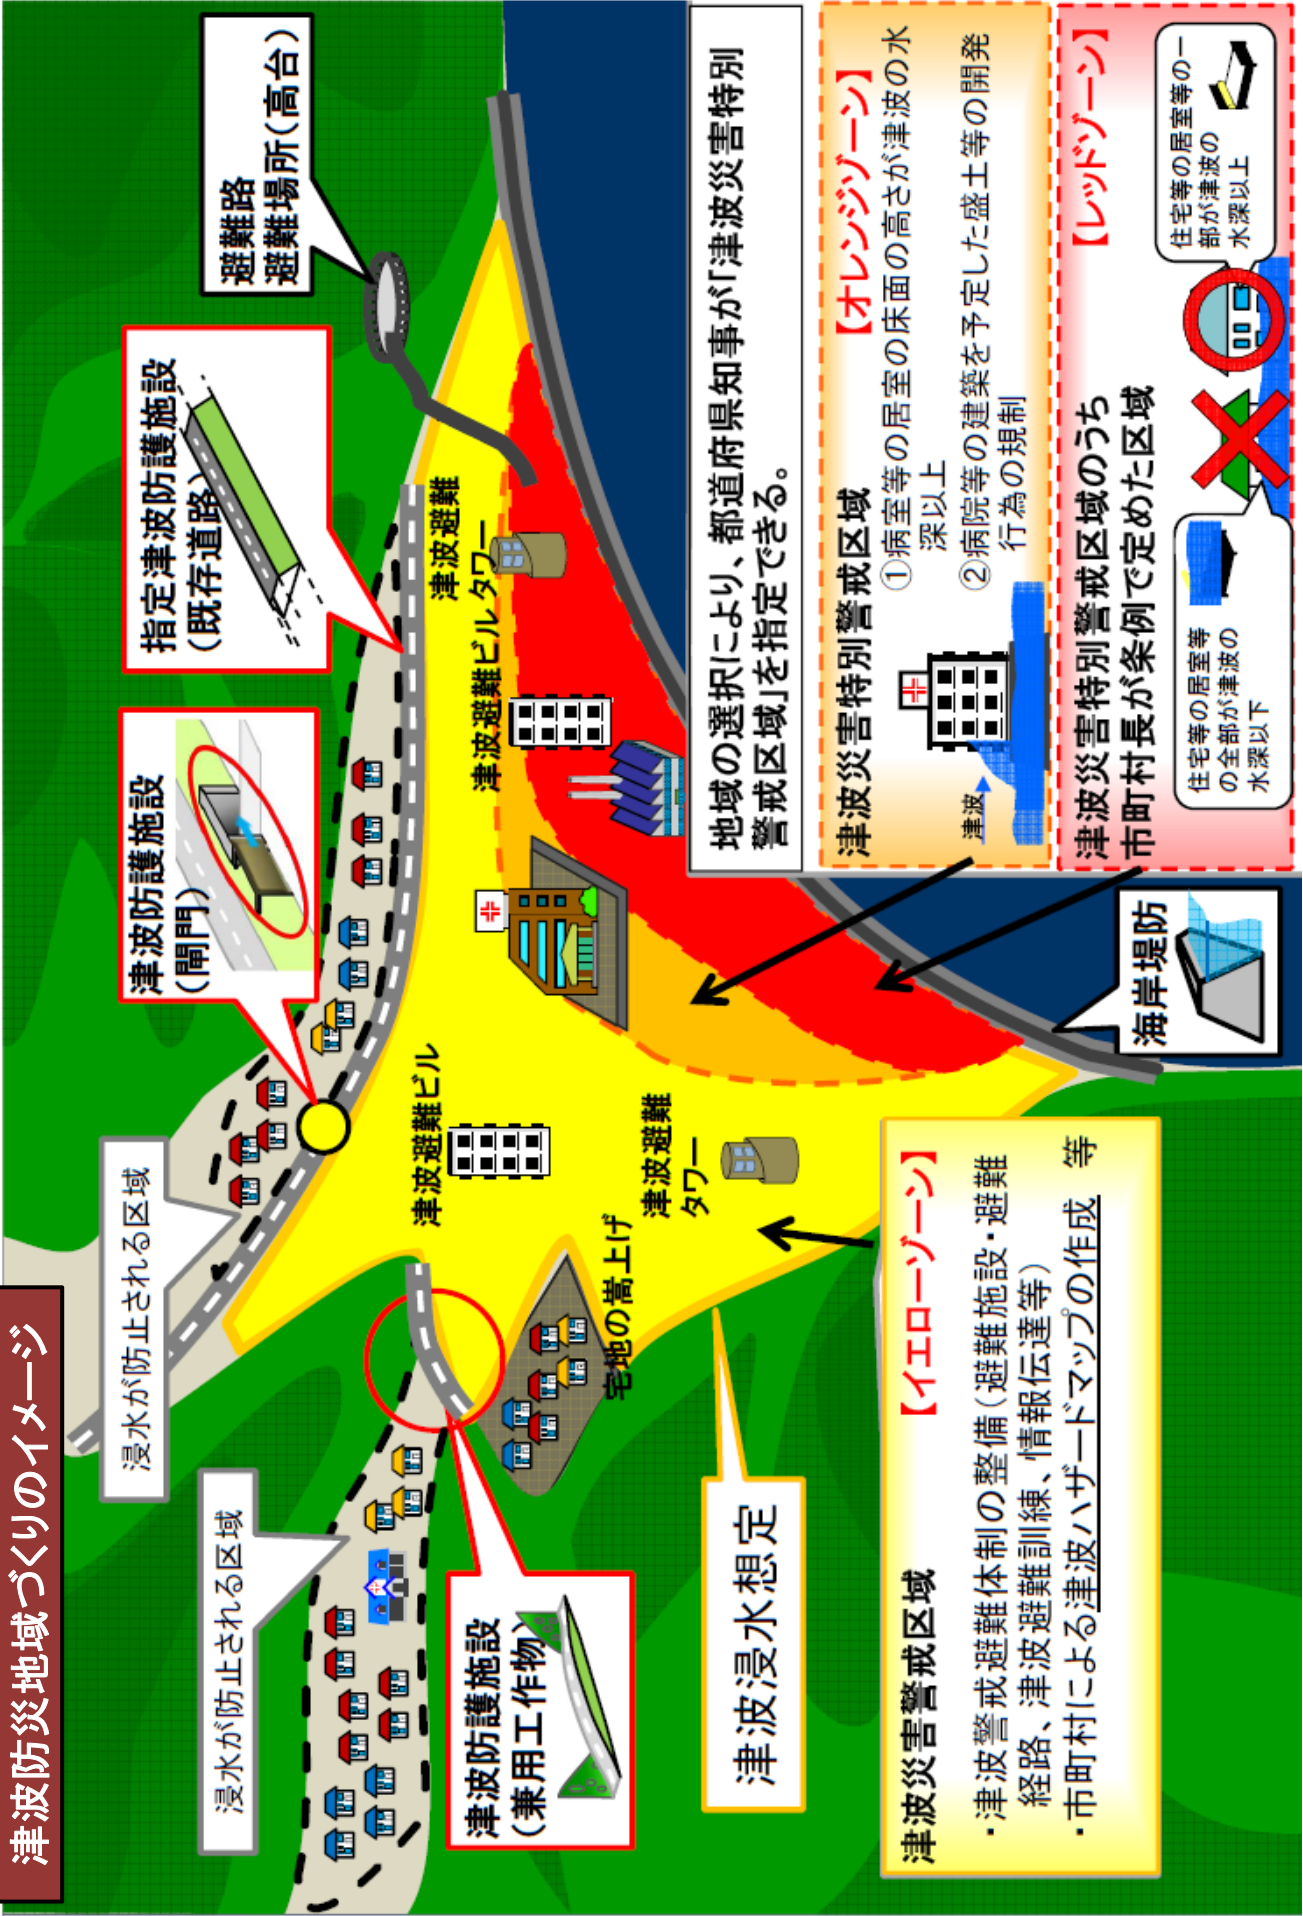 津波防災地域づくりのイメージ
浸水が防止される区域
浸水が防止される区域
津波防護施設
（閘門）
指定津波防護施設
（既存道路）
避難路
避難場所（高台）
津波避難ビル
津波避難
タワー
津波避難ビル
津波避難
タワー
宅地の嵩上げ
津波防護施設
（兼用工作物）
津波浸水想定
海岸堤防
津波災害警戒区域
【イエローゾーン】
・津波警戒避難体制の整備（避難施設・避難
経路、津波避難訓練、情報伝達等）
・市町村による津波ハザードマップの作成　等
地域の選択により、都道府県知事が「津波災害特別
警戒区域」を指定できる。
津波災害特別警戒区域
【オレンジゾーン】
①病室等の居室の床面の高さが津波の水
深以上
②病院等の建築を予定した盛土等の開発
行為の規制
津波
津波災害特別警戒区域のうち
市町村長が条例で定めた区域
【レッドゾーン】
住宅等の居室等
の全部が津波の
水深以下
住宅等の居室等の一
部が津波の
水深以上